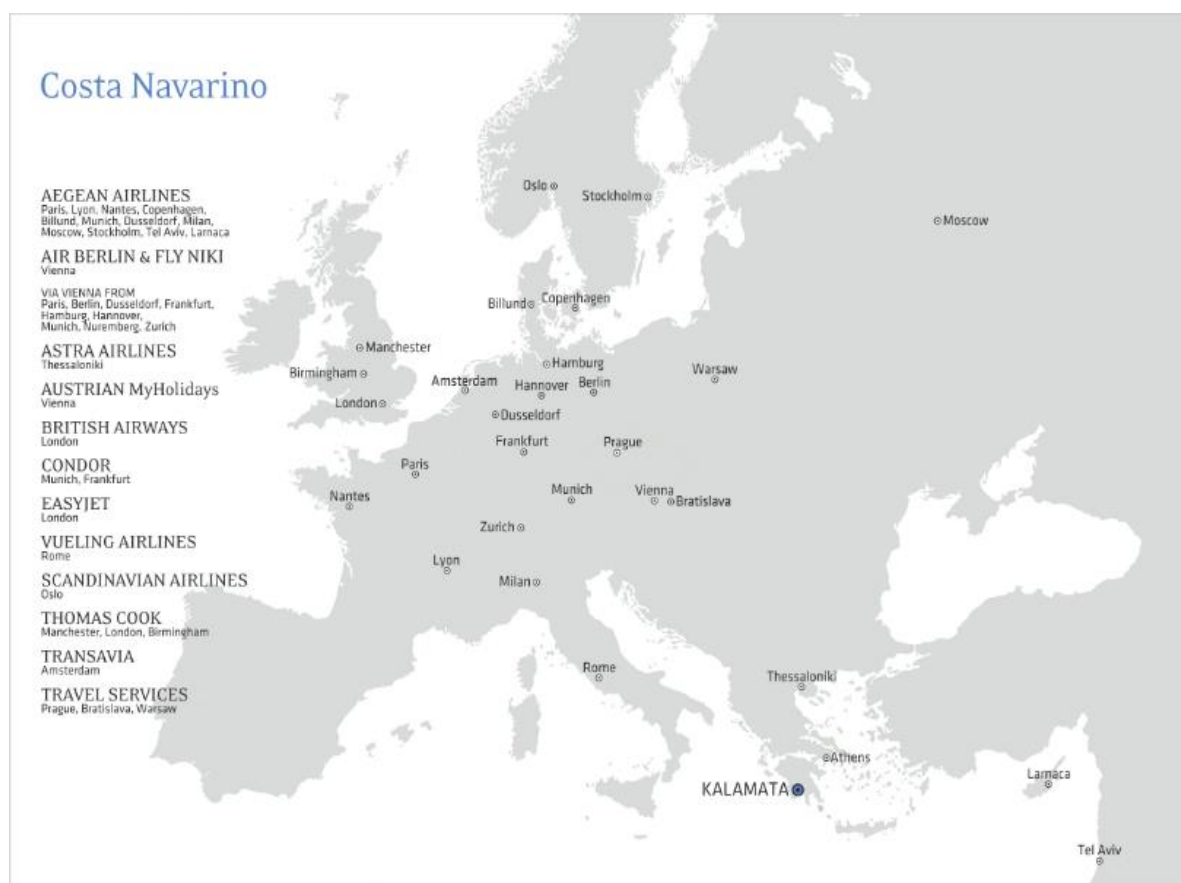 Costa Navarino
AEGEAN AIRLINES
Paris, Lyon, Nantes, Copenhagen,
Billund, Munich, Dusseldorf, Milan,
Moscow, Stockholm, Tel Aviv, Larnaca
AIR BERLIN & FLY NIKI
Vienna
VIA VIENNA FROM
Paris, Berlin, Dusseldorf, Frankfurt,
Hamburg, Hannover,
Munich, Nuremberg, Zurich
ASTRA AIRLINES
Thessaloniki
AUSTRIAN MyHolidays
Vienna
BRITISH AIRWAYS
London
CONDOR
Munich, Frankfurt
EASYJET
London
VUELING AIRLINES
Rome
SCANDINAVIAN AIRLINES
Oslo
THOMAS COOK
Manchester, London, Birmingham
TRANSAVIA
Amsterdam
TRAVEL SERVICES
Prague, Bratislava, Warsaw
Oslo
Stockholm
Moscow
Billund
Copenhagen
Manchester
Hamburg
Birmingham
Amsterdam
Hannover
Berlin
Warsaw
London
Dusseldorf
Frankfurt
Prague
Paris
Nantes
Munich
Vienna
Bratislava
Zurich
Lyon
Milan
Rome
Thessaloniki
Athens
KALAMATA
Larnaca
Tel Aviv